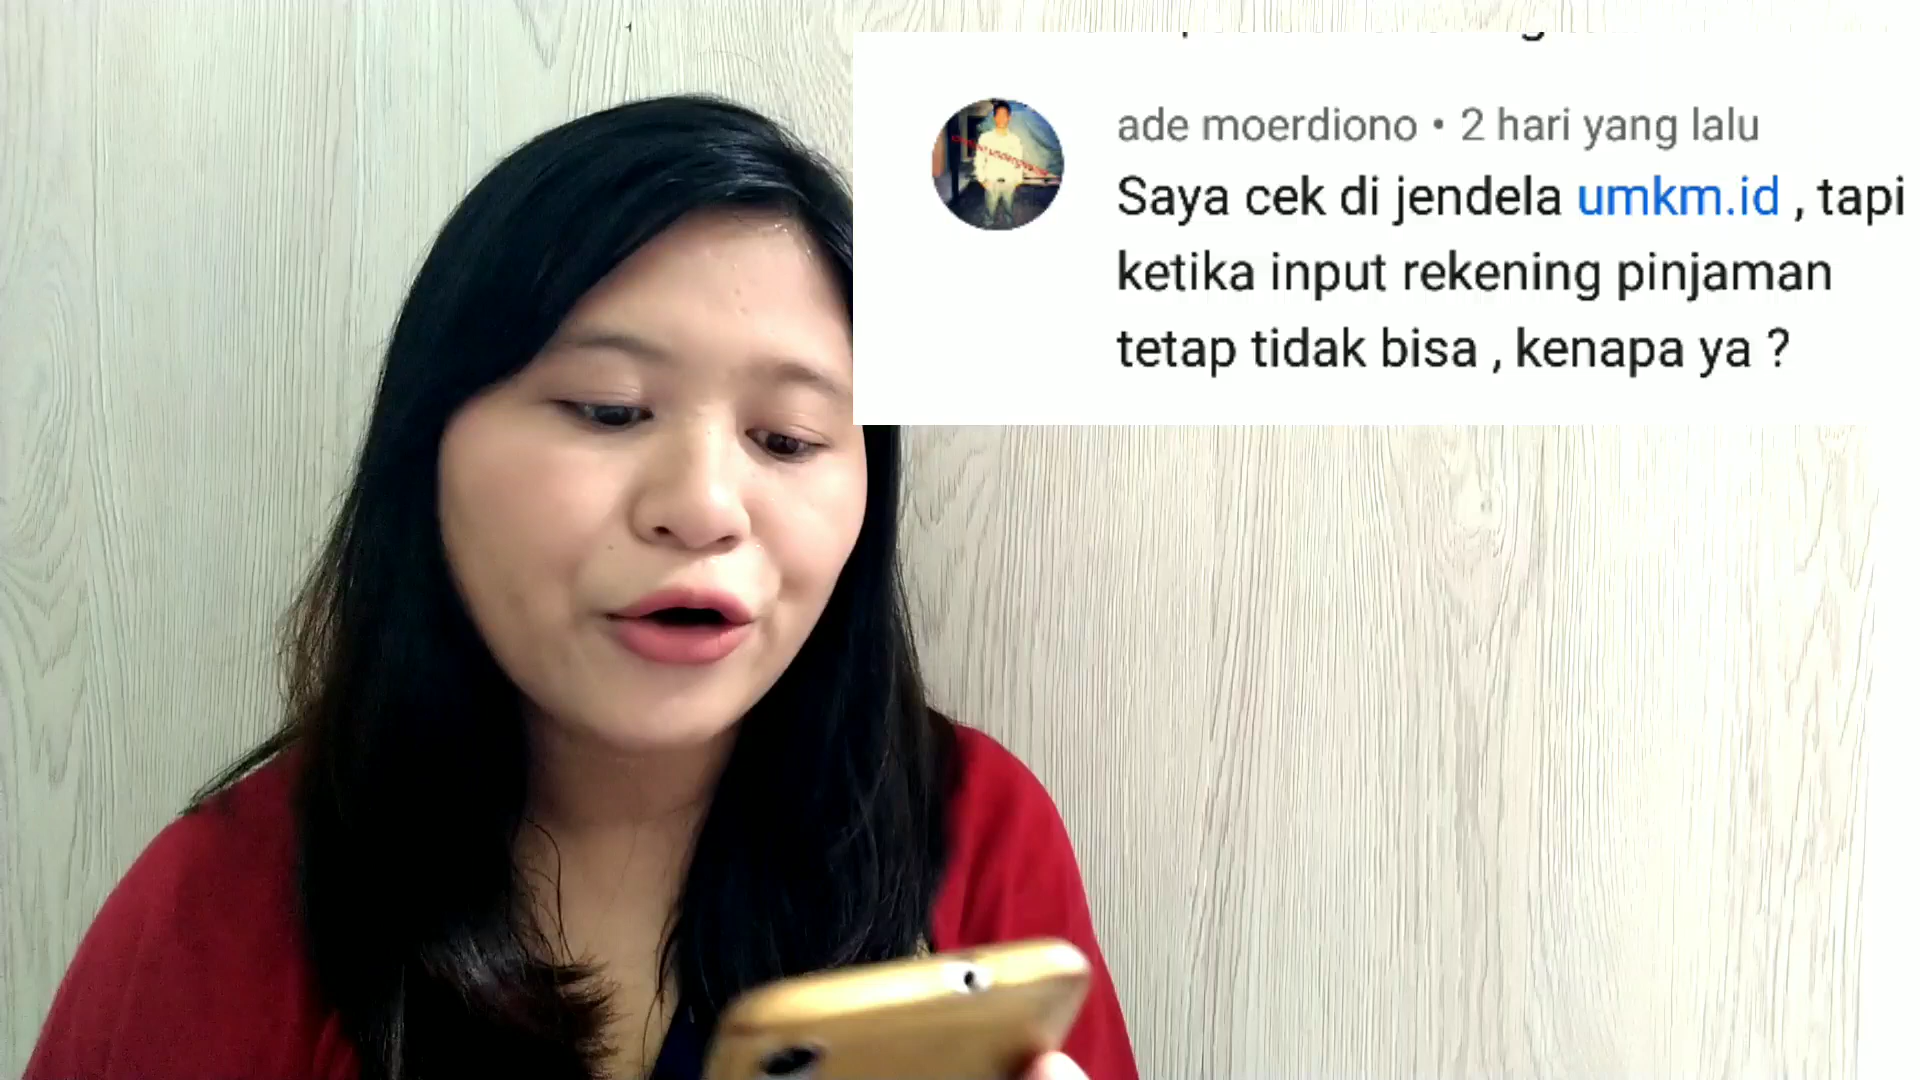 ade moerdiono • 2 hari yang lalu
Saya cek di jendela umkm.id , tapi
ketika input rekening pinjaman
tetap tidak bisa , kenapa ya ?